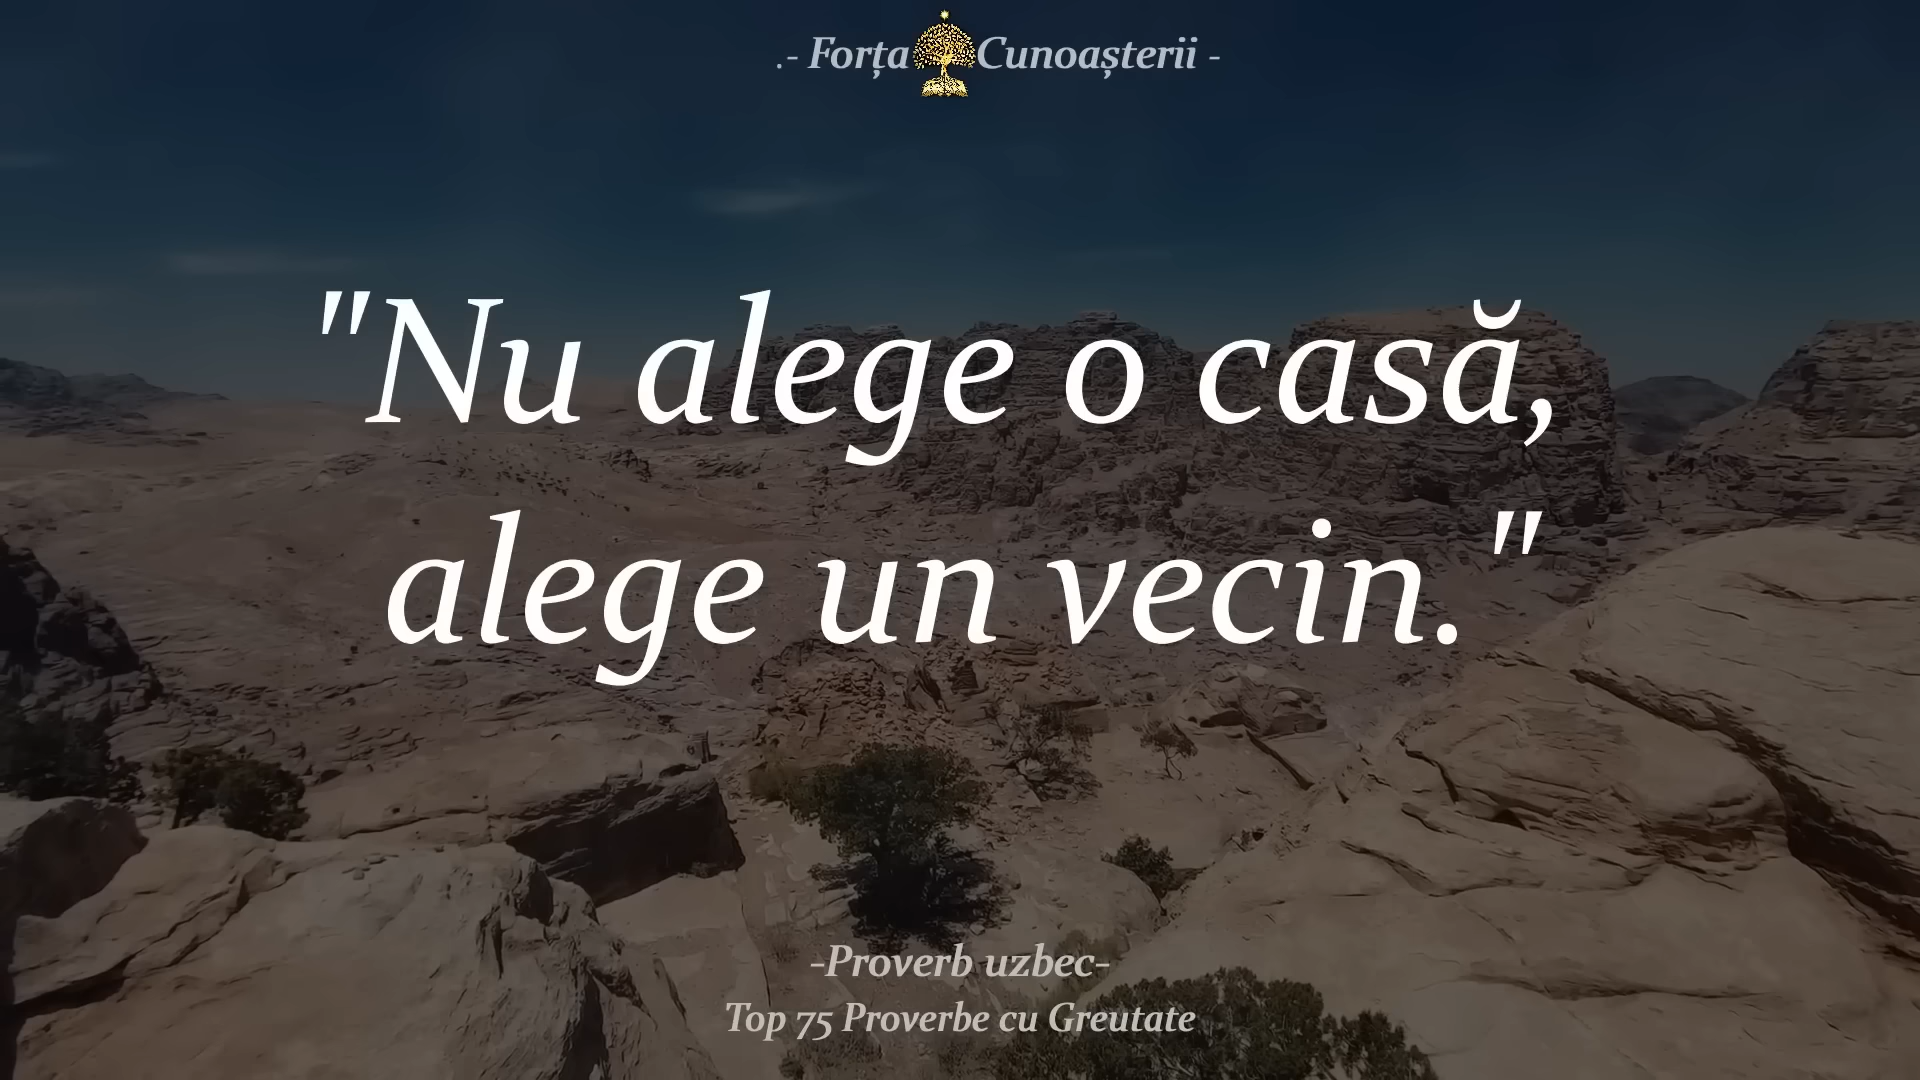 .- Forța Cunoașterii -
"Nu alege o casă,
alege un vecin."
-Proverb uzbec-
Top 75 Proverbe cu Greutate